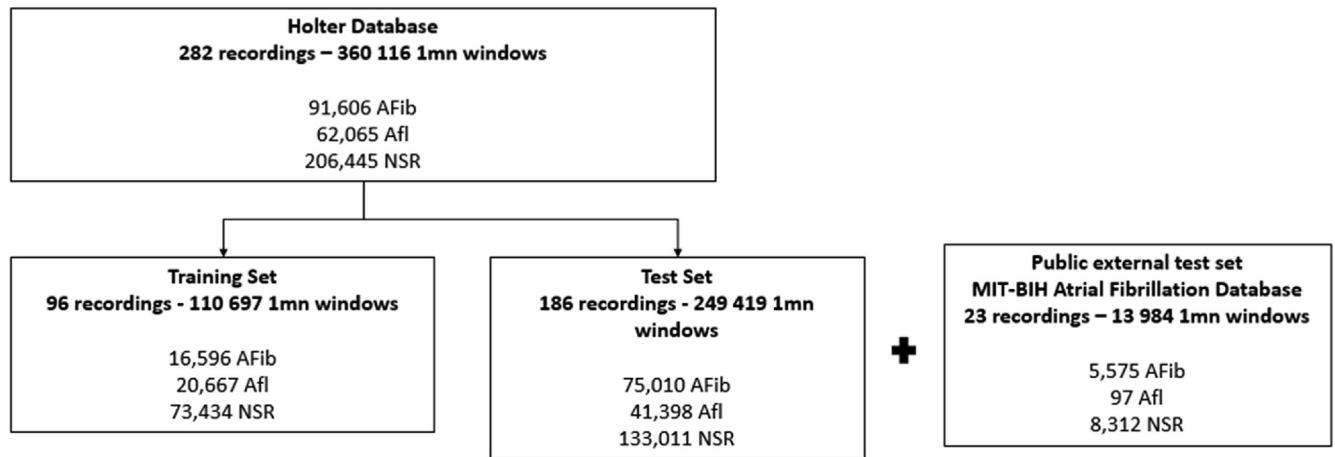 Holter Database
282 recordings – 360 116 1mn windows
91,606 AFib
62,065 Afl
206,445 NSR
Training Set
96 recordings - 110 697 1mn windows
16,596 AFib
20,667 Afl
73,434 NSR
Test Set
186 recordings - 249 419 1mn
windows
75,010 AFib
41,398 Afl
133,011 NSR
Public external test set
MIT-BIH Atrial Fibrillation Database
23 recordings – 13 984 1mn windows
5,575 AFib
97 Afl
8,312 NSR